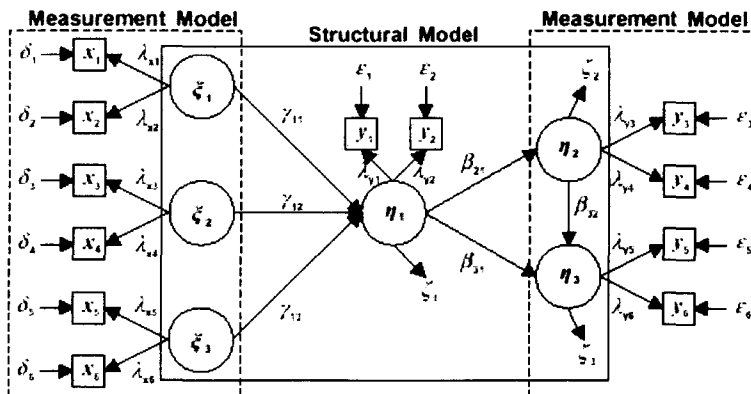 Measurement Model
Structural Model
Measurement Model
δ₁ x₁ λx1 ξ₁
δ₂ x₂ λx2
δ₃ x₃ λx3 ξ₂
δ₄ x₄ λx4
δ₅ x₅ λx5 ξ₃
δ₆ x₆ λx6
γ₁₁
γ₁₂
γ₁₃
ε₁ ε₂
y₁ y₂
λy1 λy2
η₁
ζ₁
β₂₁
β₃₁
ζ₂
η₂
β₃₂
η₃
ζ₃
λy3 y₃ ε₃
λy4 y₄ ε₄
λy5 y₅ ε₅
λy6 y₆ ε₆